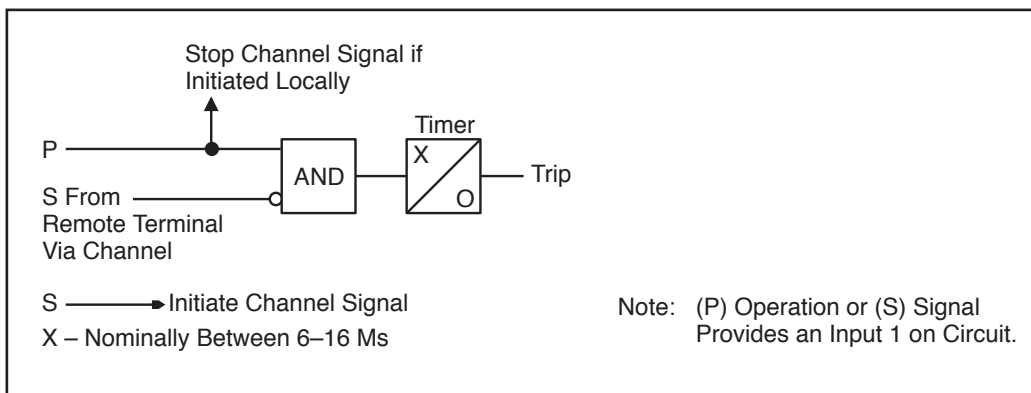 Stop Channel Signal if
Initiated Locally
P
AND
Timer
X
O
Trip
S From
Remote Terminal
Via Channel
S
Initiate Channel Signal
X – Nominally Between 6–16 Ms
Note: (P) Operation or (S) Signal
Provides an Input 1 on Circuit.